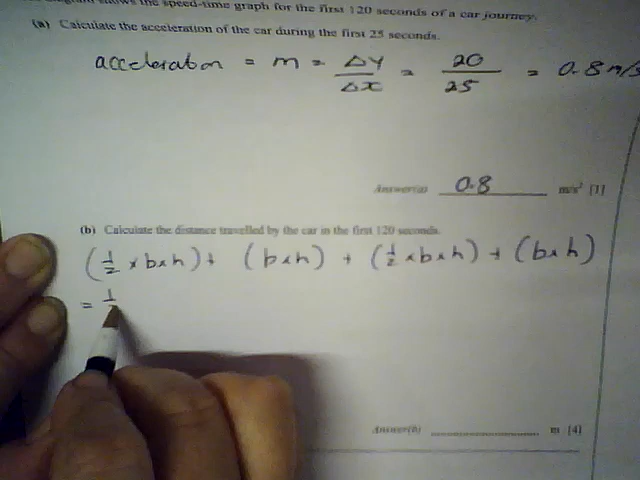 shows the speed-time graph for the first 120 seconds of a car journey.
(a) Calculate the acceleration of the car during the first 25 seconds.
acceleration = m = ΔY/ΔX = 20/25 = 0.8 m/s
Answer(a) 0.8 m/s² [1]
(b) Calculate the distance travelled by the car in the first 120 seconds.
(1/2 × b×h) + (b×h) + (1/2 × b×h) + (b×h)
= 1
Answer(b) .............................. m [4]